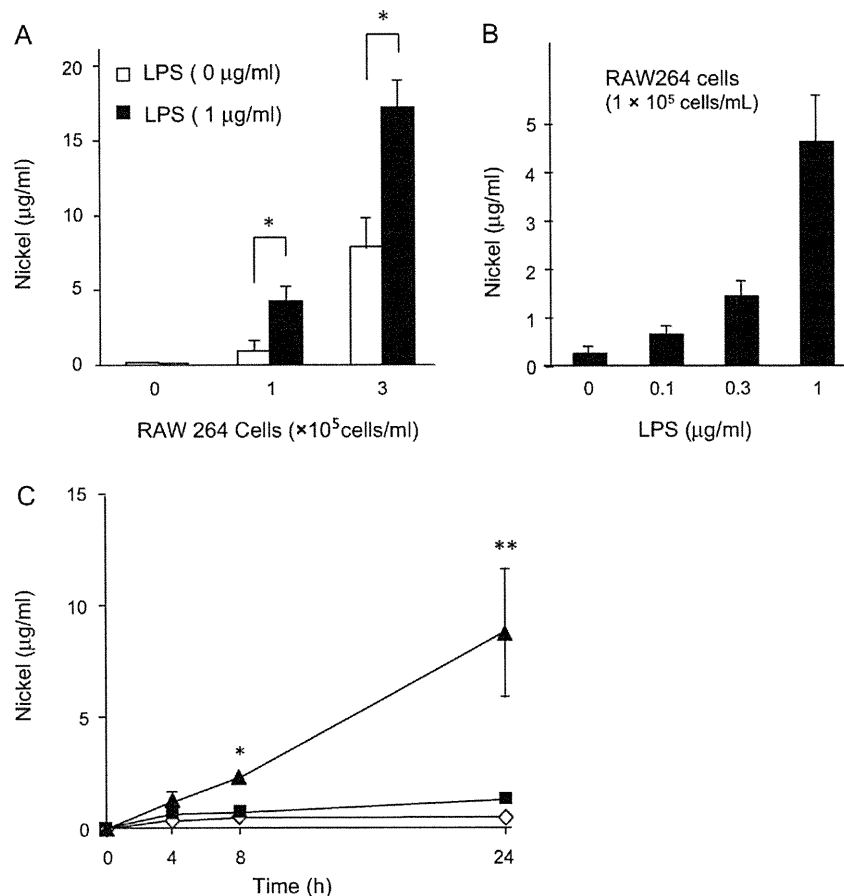 A
*
*
LPS ( 0 µg/ml)
LPS ( 1 µg/ml)
Nickel (µg/ml)
20
15
10
5
0
0 1 3
RAW 264 Cells (×10⁵cells/ml)
B
RAW264 cells
(1 × 10⁵ cells/mL)
Nickel (µg/ml)
5
4
3
2
1
0
0 0.1 0.3 1
LPS (µg/ml)
C
Nickel (µg/ml)
15
10
5
0
*
**
0 4 8 24
Time (h)